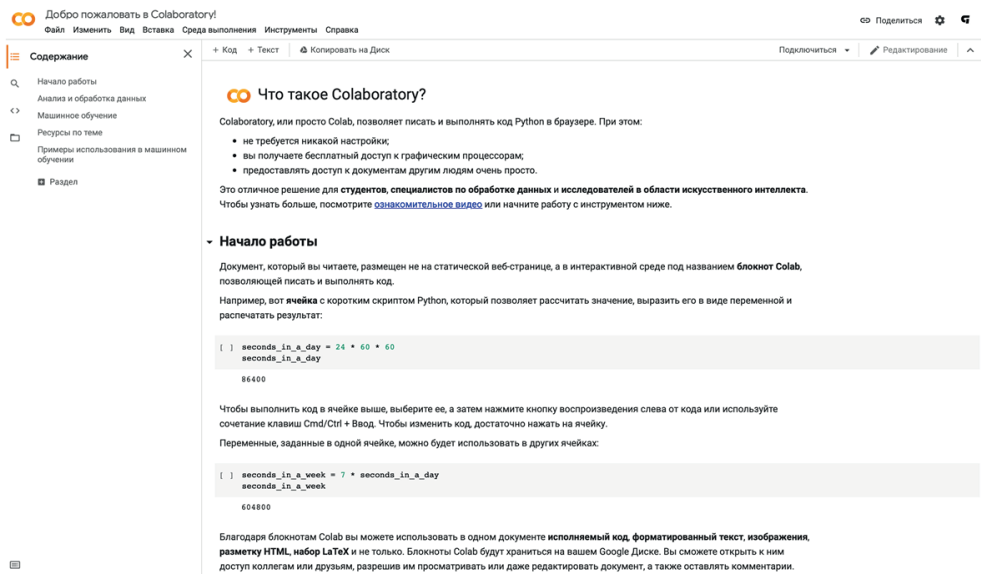 Добро пожаловать в Colaboratory!
Файл Изменить Вид Вставка Среда выполнения Инструменты Справка
Поделиться
Содержание
+ Код + Текст Копировать на Диск
Подключиться
Редактирование
Начало работы
Анализ и обработка данных
Машинное обучение
Ресурсы по теме
Примеры использования в машинном
обучении
Раздел
Что такое Colaboratory?
Colaboratory, или просто Colab, позволяет писать и выполнять код Python в браузере. При этом:
• не требуется никакой настройки;
• вы получаете бесплатный доступ к графическим процессорам;
• предоставлять доступ к документам другим людям очень просто.
Это отличное решение для студентов, специалистов по обработке данных и исследователей в области искусственного интеллекта.
Чтобы узнать больше, посмотрите ознакомительное видео или начните работу с инструментом ниже.
Начало работы
Документ, который вы читаете, размещен не на статической веб-странице, а в интерактивной среде под названием блокнот Colab,
позволяющей писать и выполнять код.
Например, вот ячейка с коротким скриптом Python, который позволяет рассчитать значение, выразить его в виде переменной и
распечатать результат:
[ ] seconds_in_a_day = 24 * 60 * 60
seconds_in_a_day
86400
Чтобы выполнить код в ячейке выше, выберите ее, а затем нажмите кнопку воспроизведения слева от кода или используйте
сочетание клавиш Cmd/Ctrl + Ввод. Чтобы изменить код, достаточно нажать на ячейку.
Переменные, заданные в одной ячейке, можно будет использовать в других ячейках:
[ ] seconds_in_a_week = 7 * seconds_in_a_day
seconds_in_a_week
604800
Благодаря блокнотам Colab вы можете использовать в одном документе исполняемый код, форматированный текст, изображения,
разметку HTML, набор LaTeX и не только. Блокноты Colab будут храниться на вашем Google Диске. Вы сможете открыть к ним
доступ коллегам или друзьям, разрешив им просматривать или даже редактировать документ, а также оставлять комментарии.